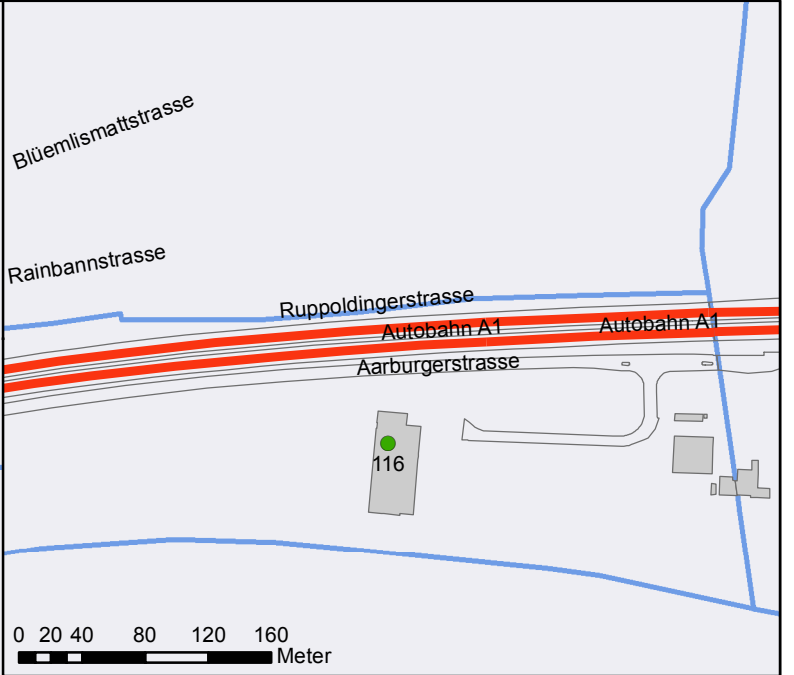 Blüemlismattstrasse
Rainbannstrasse
Ruppoldingerstrasse
Autobahn A1
Autobahn A1
Aarburgerstrasse
116
0 20 40 80 120 160
Meter